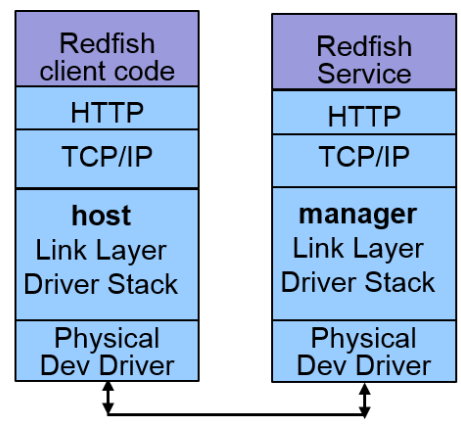 Redfish
client code
HTTP
TCP/IP
host
Link Layer
Driver Stack
Physical
Dev Driver
Redfish
Service
HTTP
TCP/IP
manager
Link Layer
Driver Stack
Physical
Dev Driver